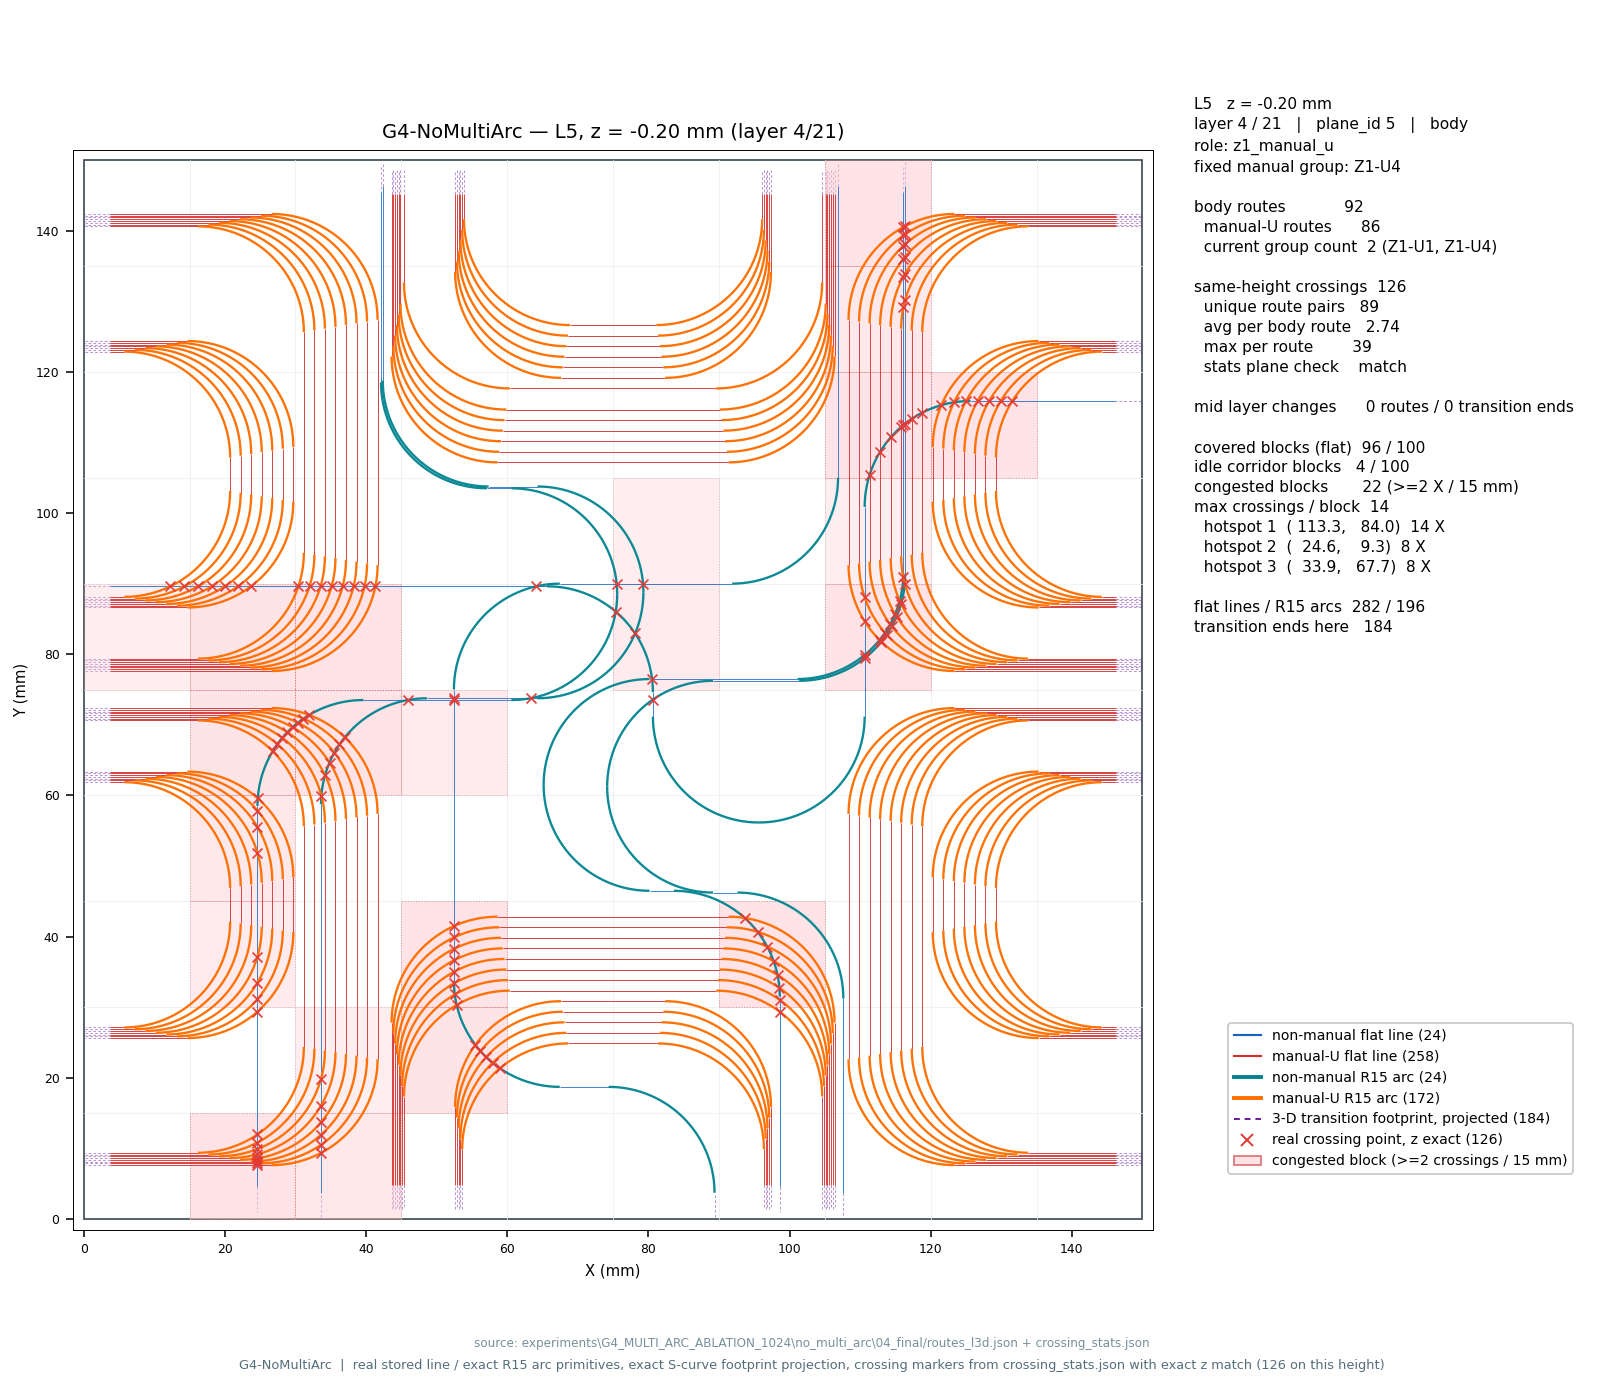 G4-NoMultiArc — L5, z = -0.20 mm (layer 4/21)
L5   z = -0.20 mm
layer 4 / 21   |   plane_id 5   |   body
role: z1_manual_u
fixed manual group: Z1-U4
body routes   92
manual-U routes   86
current group count  2 (Z1-U1, Z1-U4)
same-height crossings  126
unique route pairs   89
avg per body route   2.74
max per route   39
stats plane check   match
mid layer changes   0 routes / 0 transition ends
covered blocks (flat)  96 / 100
idle corridor blocks   4 / 100
congested blocks   22 (>=2 X / 15 mm)
max crossings / block  14
hotspot 1  ( 113.3,   84.0)  14 X
hotspot 2  (  24.6,    9.3)  8 X
hotspot 3  (  33.9,   67.7)  8 X
flat lines / R15 arcs  282 / 196
transition ends here   184
140
120
100
80
60
40
20
0
Y (mm)
0 20 40 60 80 100 120 140
X (mm)
non-manual flat line (24)
manual-U flat line (258)
non-manual R15 arc (24)
manual-U R15 arc (172)
3-D transition footprint, projected (184)
real crossing point, z exact (126)
congested block (>=2 crossings / 15 mm)
source: experiments\G4_MULTI_ARC_ABLATION_1024\no_multi_arc\04_final/routes_l3d.json + crossing_stats.json
G4-NoMultiArc  |  real stored line / exact R15 arc primitives, exact S-curve footprint projection, crossing markers from crossing_stats.json with exact z match (126 on this height)